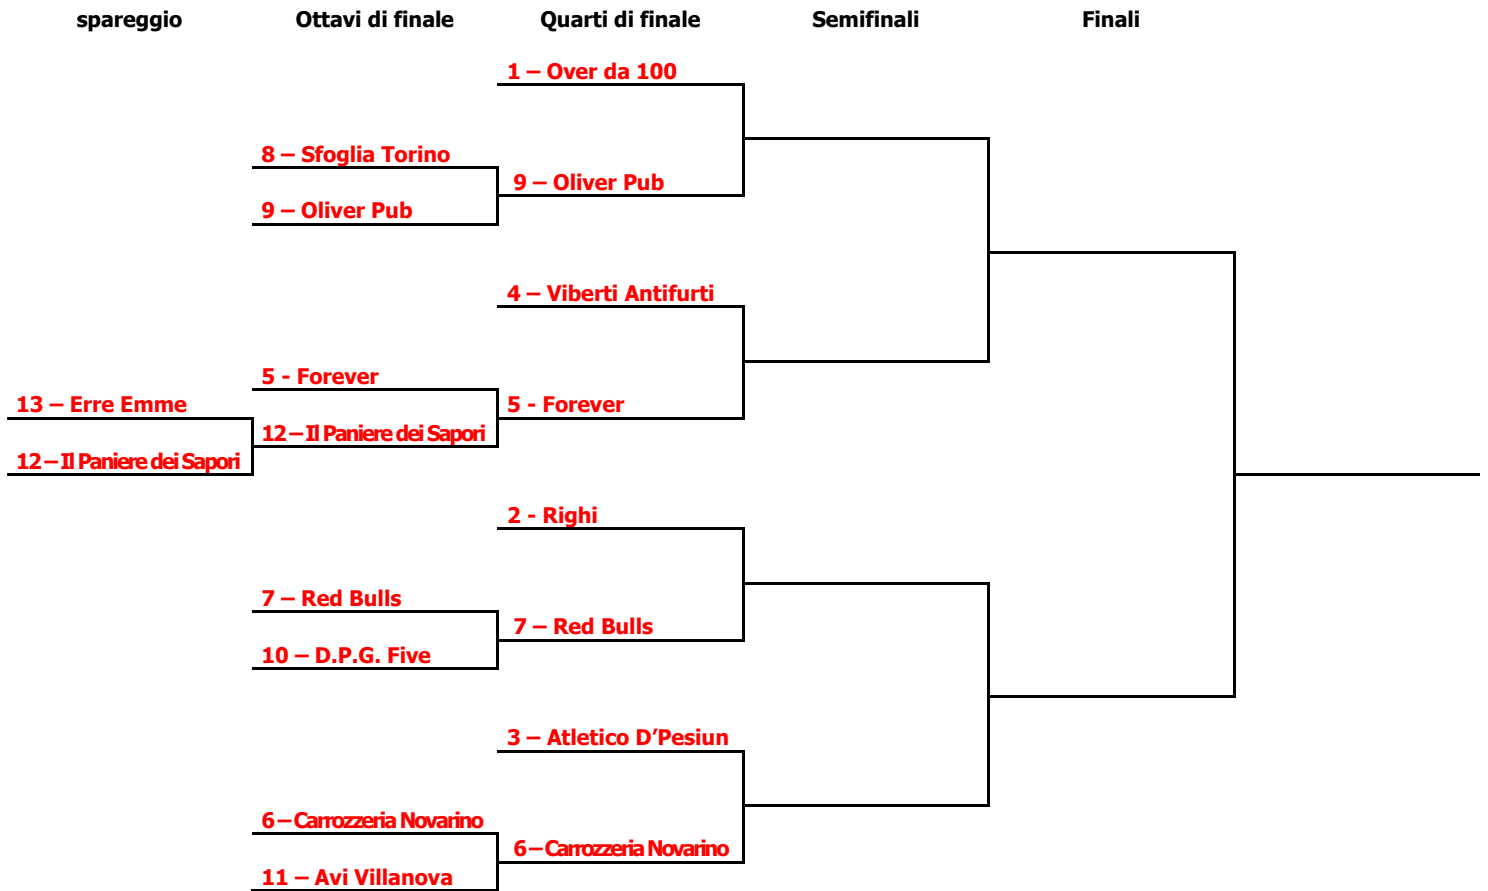 spareggio Ottavi di finale Quarti di finale Semifinali Finali
1 – Over da 100
8 – Sfoglia Torino
9 – Oliver Pub
9 – Oliver Pub
4 – Viberti Antifurti
5 - Forever
13 – Erre Emme
5 - Forever
12 – Il Paniere dei Sapori
12 – Il Paniere dei Sapori
2 - Righi
7 – Red Bulls
7 – Red Bulls
10 – D.P.G. Five
3 – Atletico D’Pesiun
6 – Carrozzeria Novarino
6 – Carrozzeria Novarino
11 – Avi Villanova